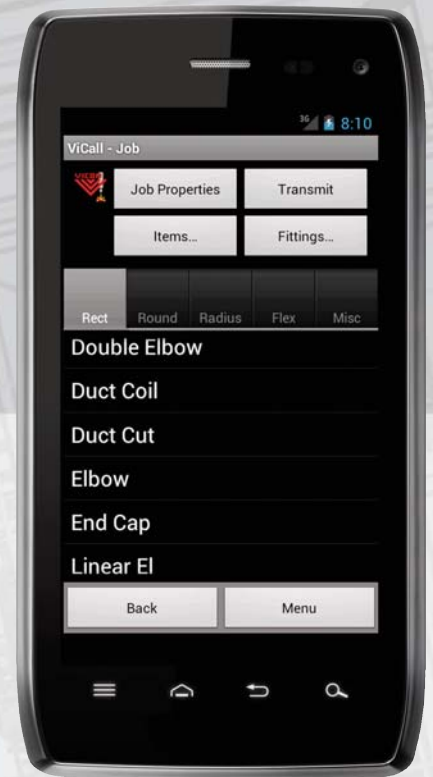 3G 8:10
ViCall - Job
VICON
Job Properties Transmit
Items... Fittings...
Rect Round Radius Flex Misc
Double Elbow
Duct Coil
Duct Cut
Elbow
End Cap
Linear El
Back Menu